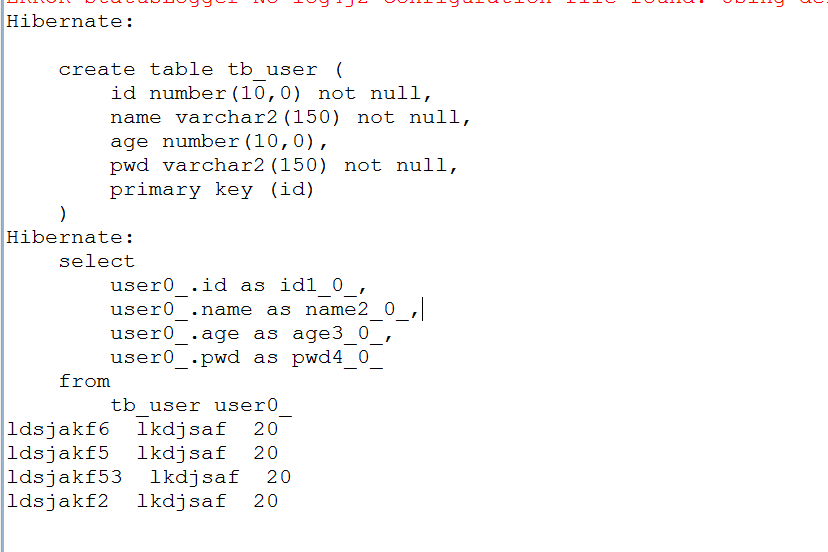 ERROR StatusLogger No log4j2 configuration file found. Using de
Hibernate:
create table tb_user (
id number(10,0) not null,
name varchar2(150) not null,
age number(10,0),
pwd varchar2(150) not null,
primary key (id)
)
Hibernate:
select
user0_.id as id1_0_,
user0_.name as name2_0_,
user0_.age as age3_0_,
user0_.pwd as pwd4_0_
from
tb_user user0_
ldsjakf6 lkdjsaf 20
ldsjakf5 lkdjsaf 20
ldsjakf53 lkdjsaf 20
ldsjakf2 lkdjsaf 20